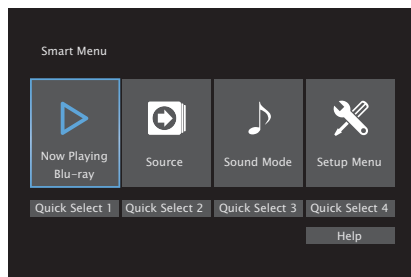 Smart Menu
Now Playing
Blu-ray
Source
Sound Mode
Setup Menu
Quick Select 1
Quick Select 2
Quick Select 3
Quick Select 4
Help